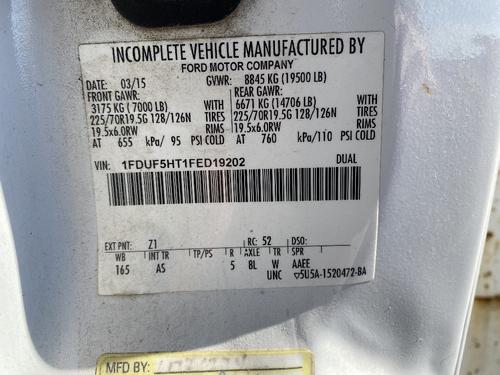 INCOMPLETE VEHICLE MANUFACTURED BY
FORD MOTOR COMPANY
DATE: 03/15 GVWR: 8845 KG (19500 LB)
FRONT GAWR: REAR GAWR:
3175 KG ( 7000 LB) WITH 6671 KG (14706 LB) WITH
225/70R19.5G 128/126N TIRES 225/70R19.5G 128/126N TIRES
19.5x6.0RW RIMS 19.5x6.0RW RIMS
AT 655 kPa/ 95 PSI COLD AT 760 kPa/110 PSI COLD
VIN: 1FDUF5HT1FED19202 DUAL
EXT PNT: Z1 RC: 52 DSO:
WB INT TR TP/PS R AXLE TR SPR
165 AS 5 8L W AAEE
UNC 5U5A-1520472-BA
MFD BY: